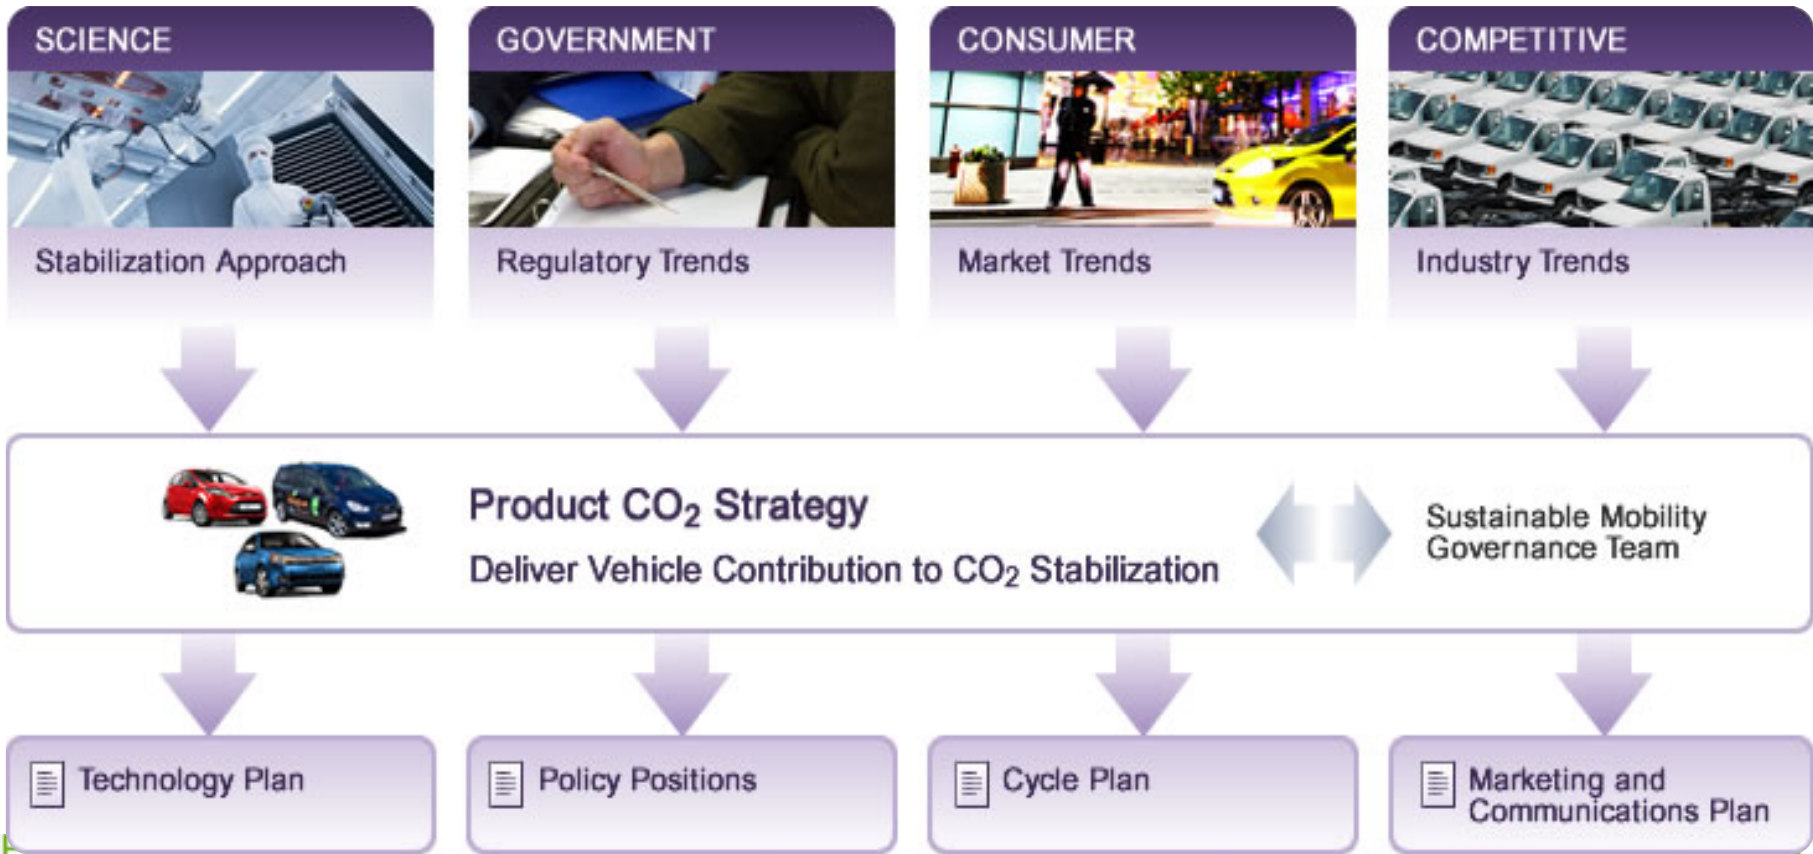 SCIENCE
GOVERNMENT
CONSUMER
COMPETITIVE
Stabilization Approach
Regulatory Trends
Market Trends
Industry Trends
Product CO₂ Strategy
Deliver Vehicle Contribution to CO₂ Stabilization
Sustainable Mobility
Governance Team
Technology Plan
Policy Positions
Cycle Plan
Marketing and
Communications Plan